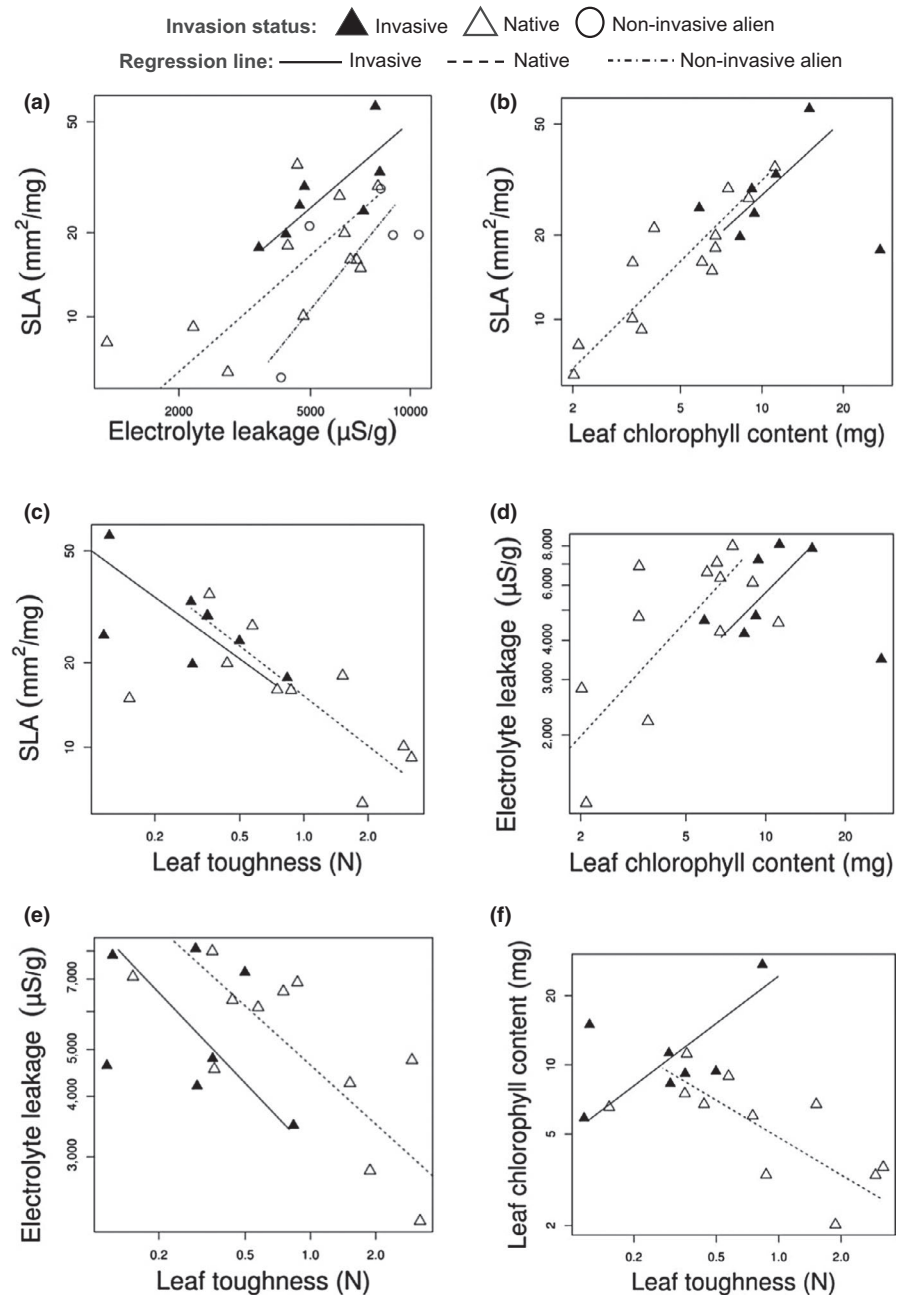 Invasion status: Invasive Native Non-invasive alien
Regression line: Invasive Native Non-invasive alien
(a)
SLA (mm²/mg)
50
20
10
2000 5000 10000
Electrolyte leakage (µS/g)
(b)
SLA (mm²/mg)
50
20
10
2 5 10 20
Leaf chlorophyll content (mg)
(c)
SLA (mm²/mg)
50
20
10
0.2 0.5 1.0 2.0
Leaf toughness (N)
(d)
Electrolyte leakage (µS/g)
8,000
6,000
4,000
3,000
2,000
2 5 10 20
Leaf chlorophyll content (mg)
(e)
Electrolyte leakage (µS/g)
7,000
5,000
4,000
3,000
0.2 0.5 1.0 2.0
Leaf toughness (N)
(f)
Leaf chlorophyll content (mg)
20
10
5
2
0.2 0.5 1.0 2.0
Leaf toughness (N)